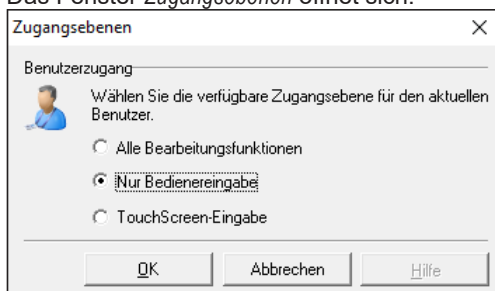 Das Fenster Zugangsebenen öffnet sich:
Zugangsebenen
Benutzerzugang
Wählen Sie die verfügbare Zugangsebene für den aktuellen
Benutzer.
Alle Bearbeitungsfunktionen
Nur Bedienereingabe
TouchScreen-Eingabe
OK Abbrechen Hilfe